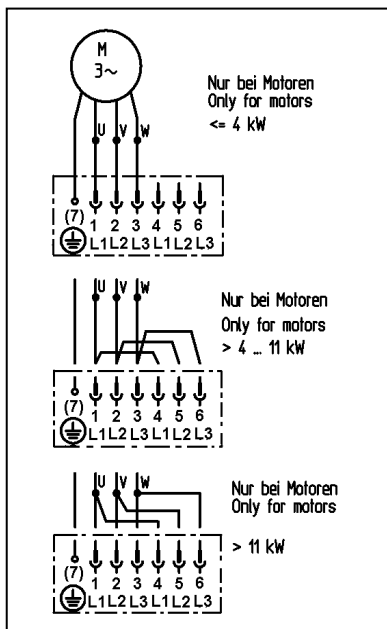 M
3~
Nur bei Motoren
Only for motors
<= 4 kW
U V W
(7) 1 2 3 4 5 6
L1 L2 L3 L1 L2 L3
U V W
Nur bei Motoren
Only for motors
> 4 ... 11 kW
(7) 1 2 3 4 5 6
L1 L2 L3 L1 L2 L3
U V W
Nur bei Motoren
Only for motors
> 11 kW
(7) 1 2 3 4 5 6
L1 L2 L3 L1 L2 L3